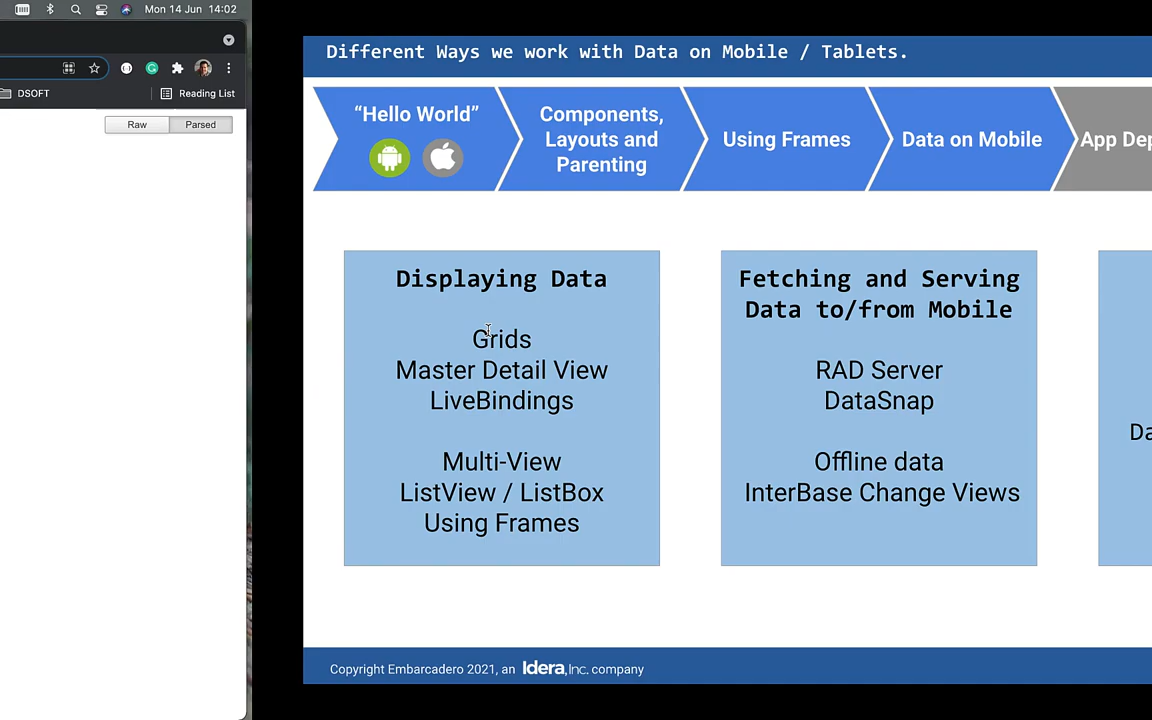 Mon 14 Jun 14:02
DSOFT
Reading List
Raw
Parsed
Different Ways we work with Data on Mobile / Tablets.
“Hello World”
Components,
Layouts and
Parenting
Using Frames
Data on Mobile
App Dep
Displaying Data
Grids
Master Detail View
LiveBindings
Multi-View
ListView / ListBox
Using Frames
Fetching and Serving
Data to/from Mobile
RAD Server
DataSnap
Offline data
InterBase Change Views
Da
Copyright Embarcadero 2021, an Idera, Inc. company